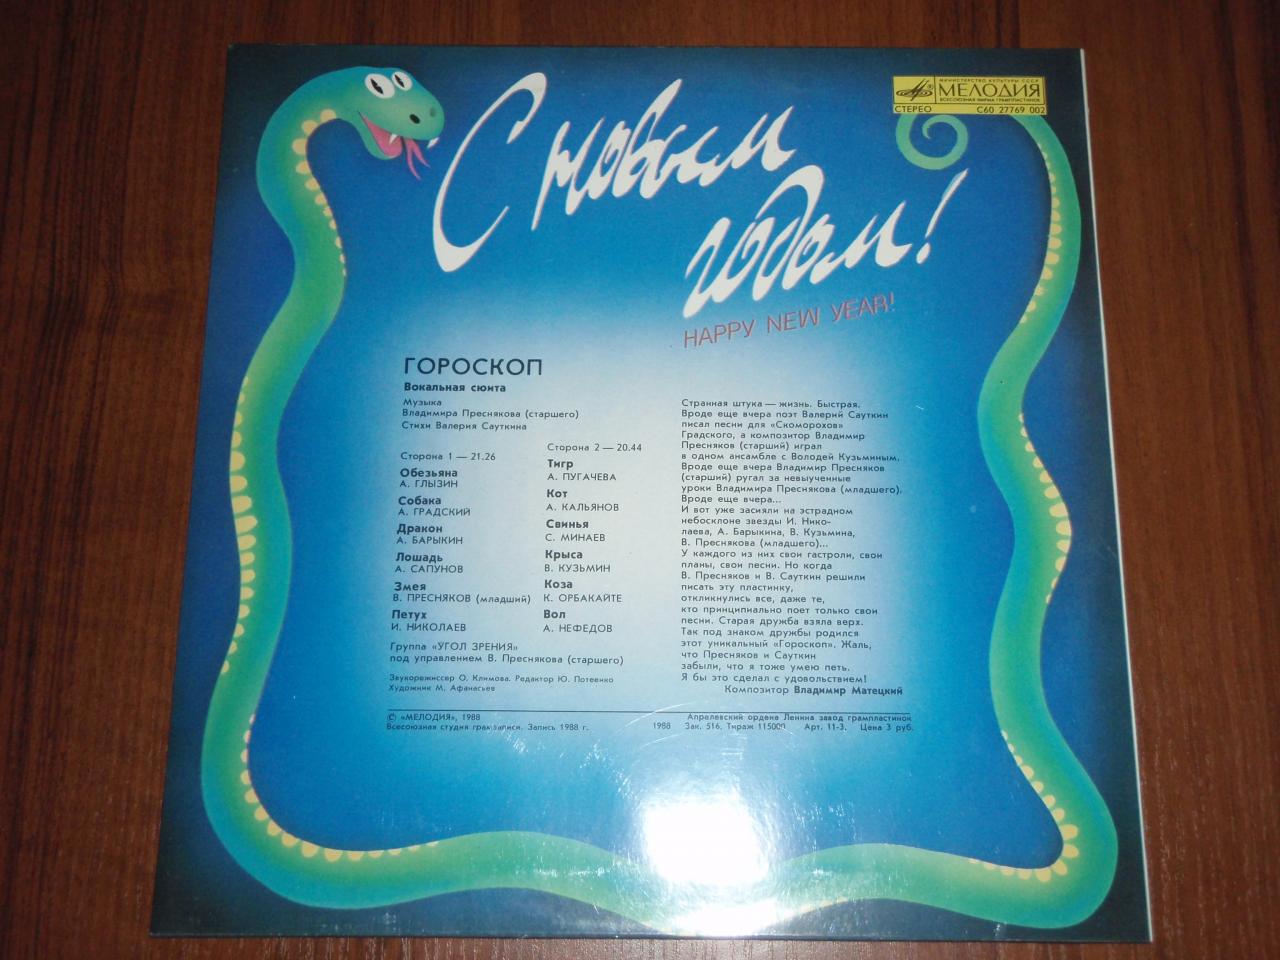 С новым
годом!
HAPPY NEW YEAR!
МИНИСТЕРСТВО КУЛЬТУРЫ СССР
МЕЛОДИЯ
ВСЕСОЮЗНАЯ ФИРМА ГРАМПЛАСТИНОК
СТЕРЕО С60 27769 002
ГОРОСКОП
Вокальная сюита
Музыка
Владимира Преснякова (старшего)
Стихи Валерия Сауткина
Сторона 1 — 21.26
Обезьяна
А. ГЛЫЗИН
Собака
А. ГРАДСКИЙ
Дракон
А. БАРЫКИН
Лошадь
А. САПУНОВ
Змея
В. ПРЕСНЯКОВ (младший)
Петух
И. НИКОЛАЕВ
Сторона 2 — 20.44
Тигр
А. ПУГАЧЕВА
Кот
А. КАЛЬЯНОВ
Свинья
С. МИНАЕВ
Крыса
В. КУЗЬМИН
Коза
К. ОРБАКАЙТЕ
Вол
А. НЕФЕДОВ
Группа «УГОЛ ЗРЕНИЯ»
под управлением В. Преснякова (старшего)
Звукорежиссер О. Климова. Редактор Ю. Потеенко
Художник М. Афанасьев
Странная штука — жизнь. Быстрая.
Вроде еще вчера поэт Валерий Сауткин
писал песни для «Скоморохов»
Градского, а композитор Владимир
Пресняков (старший) играл
в одном ансамбле с Володей Кузьминым.
Вроде еще вчера Владимир Пресняков
(старший) ругал за невыученные
уроки Владимира Преснякова (младшего).
Вроде еще вчера...
И вот уже засияли на эстрадном
небосклоне звезды И. Нико-
лаева, А. Барыкина, В. Кузьмина,
В. Преснякова (младшего)...
У каждого из них свои гастроли, свои
планы, свои песни. Но когда
В. Пресняков и В. Сауткин решили
писать эту пластинку,
откликнулись все, даже те,
кто принципиально поет только свои
песни. Старая дружба взяла верх.
Так под знаком дружбы родился
этот уникальный «Гороскоп». Жаль,
что Пресняков и Сауткин
забыли, что я тоже умею петь.
Я бы это сделал с удовольствием!
Композитор Владимир Матецкий
© «МЕЛОДИЯ», 1988
Всесоюзная студия грамзаписи. Запись 1988 г.
1988
Апрелевский ордена Ленина завод грампластинок
Зак. 516. Тираж 115000 Арт. 11-3. Цена 3 руб.